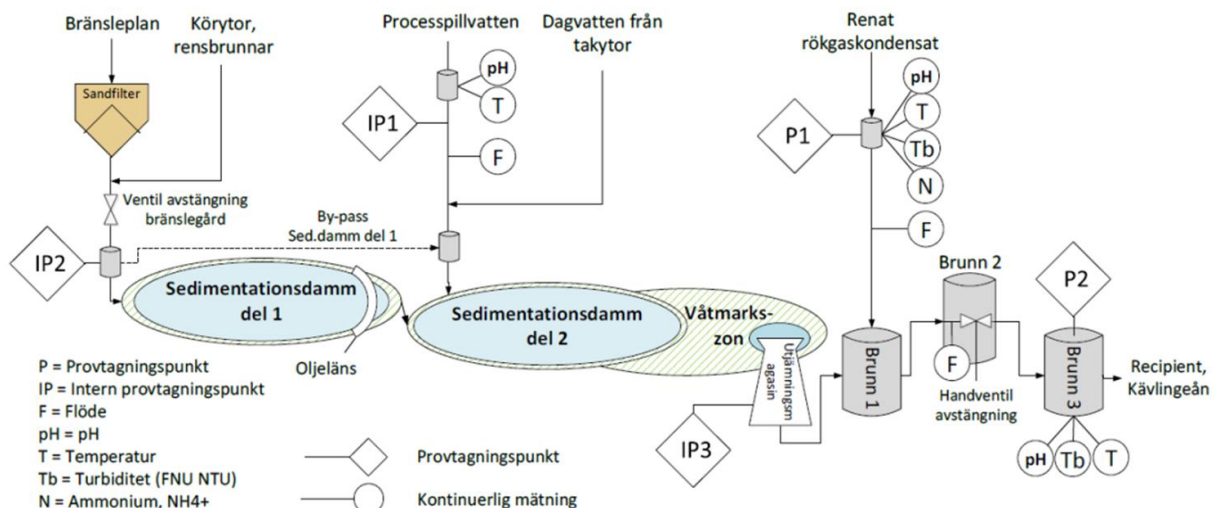 Bränsleplan
Körytor,
rensbrunnar
Processpillvatten
Dagvatten från
takytor
Renat
rökgaskondensat
Sandfilter
pH
T
IP1
F
P1
pH
T
Tb
N
F
Ventil avstängning
bränslegård
By-pass
Sed.damm del 1
IP2
Sedimentationsdamm
del 1
Oljeläns
Sedimentationsdamm
del 2
Våtmarks-
zon
Utjämningsm
agasin
IP3
Brunn 1
Brunn 2
F
Handventil
avstängning
P2
Brunn 3
Recipient,
Kävlingeån
pH
Tb
T
P = Provtagningspunkt
IP = Intern provtagningspunkt
F = Flöde
pH = pH
T = Temperatur
Tb = Turbiditet (FNU NTU)
N = Ammonium, NH4+
Provtagningspunkt
Kontinuerlig mätning